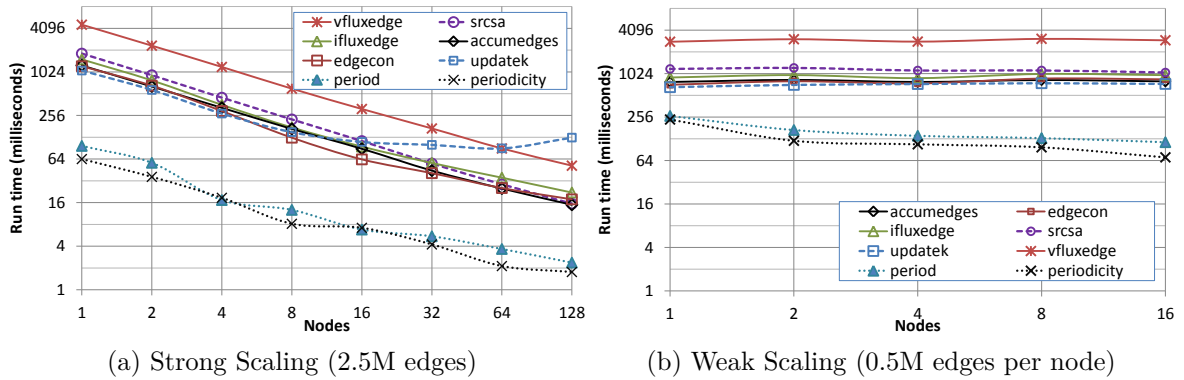 4096
1024
256
64
16
4
1
Run time (milliseconds)
vfluxedge srcsa
ifluxedge accumedges
edgecon updatek
period periodicity
1 2 4 8 16 32 64 128
Nodes
(a) Strong Scaling (2.5M edges)
4096
1024
256
64
16
4
1
Run time (milliseconds)
accumedges edgecon
ifluxedge srcsa
updatek vfluxedge
period periodicity
1 2 4 8 16
Nodes
(b) Weak Scaling (0.5M edges per node)